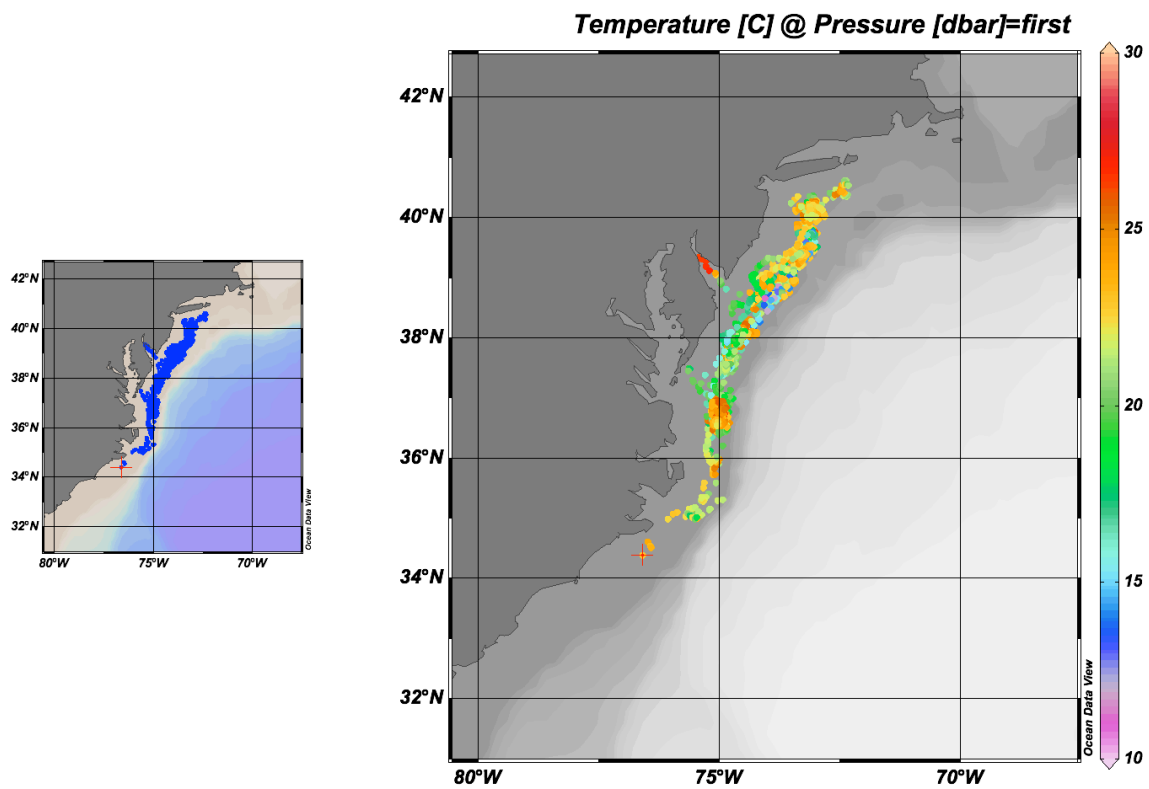 Temperature [C] @ Pressure [dbar]=first
42°N
40°N
38°N
36°N
34°N
32°N
80°W
75°W
70°W
Ocean Data View
42°N
40°N
38°N
36°N
34°N
32°N
80°W
75°W
70°W
Ocean Data View
30
25
20
15
10